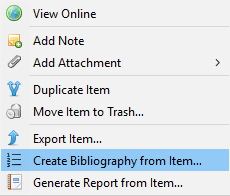 View Online
Add Note
Add Attachment
Duplicate Item
Move Item to Trash...
Export Item...
Create Bibliography from Item...
Generate Report from Item...